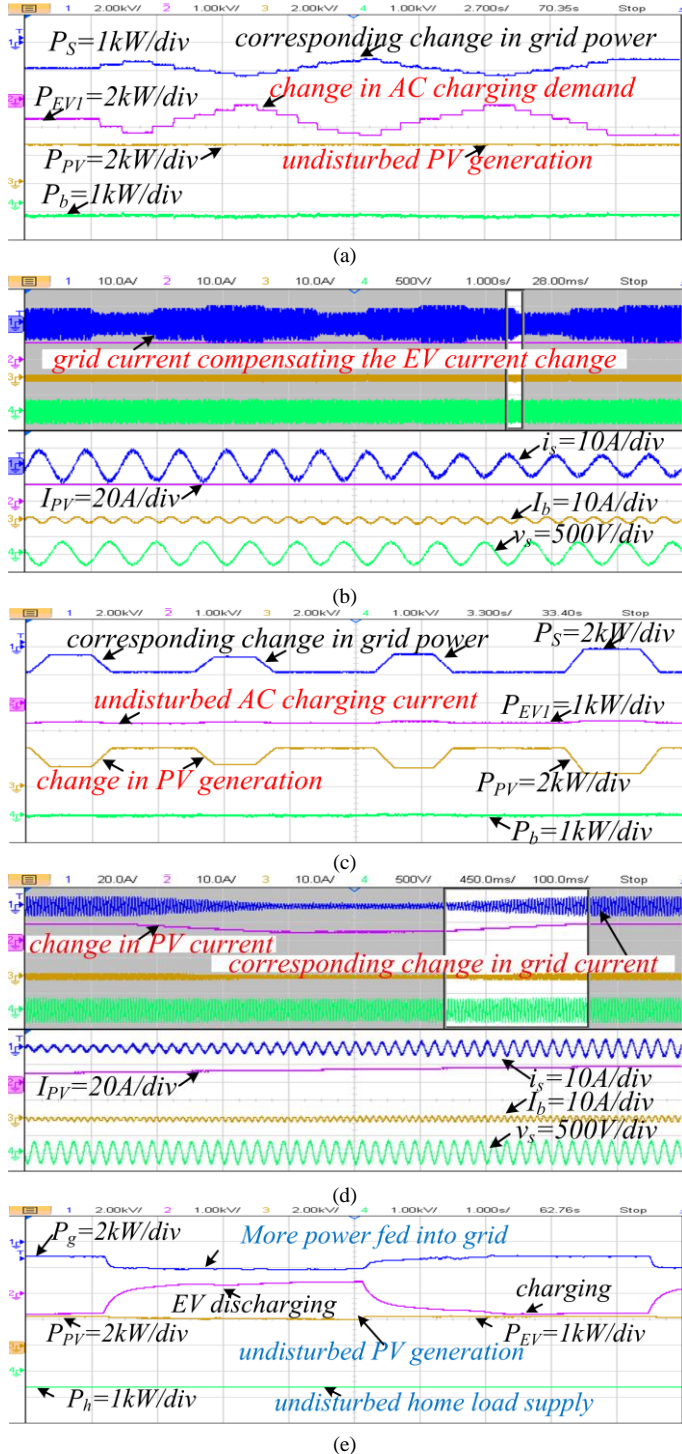 1 2.00kV/ 2 1.00kV/ 3 2.00kV/ 4 1.00kV/ 2.700s/ 70.35s Stop
P_S=1kW/div
corresponding change in grid power
P_EV1=2kW/div
change in AC charging demand
P_PV=2kW/div
undisturbed PV generation
P_b=1kW/div
(a)
1 10.0A/ 2 10.0A/ 3 10.0A/ 4 500V/ 1.000s/ 28.00ms/ Stop
grid current compensating the EV current change
i_s=10A/div
I_PV=20A/div
I_b=10A/div
v_s=500V/div
(b)
1 2.00kV/ 2 1.00kV/ 3 2.00kV/ 4 1.00kV/ 3.300s/ 33.40s Stop
corresponding change in grid power
P_S=2kW/div
undisturbed AC charging current
P_EV1=1kW/div
change in PV generation
P_PV=2kW/div
P_b=1kW/div
(c)
1 20.0A/ 2 10.0A/ 3 10.0A/ 4 500V/ 450.0ms/ 100.0ms/ Stop
change in PV current
corresponding change in grid current
I_PV=20A/div
i_s=10A/div
I_b=10A/div
v_s=500V/div
(d)
1 2.00kV/ 2 1.00kV/ 3 2.00kV/ 4 1.00kV/ 1.000s/ 62.76s Stop
P_g=2kW/div
More power fed into grid
EV discharging
charging
P_PV=2kW/div
P_EV=1kW/div
undisturbed PV generation
P_h=1kW/div
undisturbed home load supply
(e)